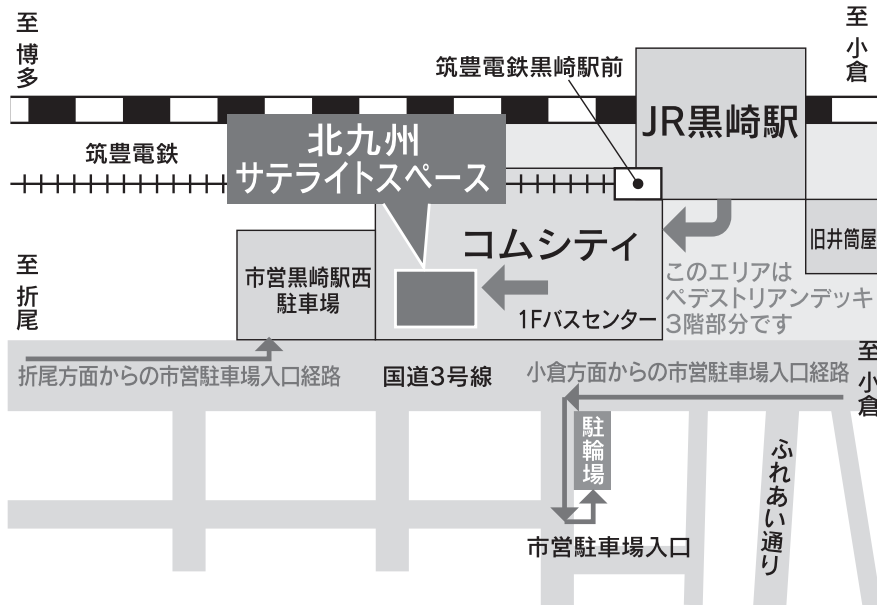 至 博多
至 小倉
筑豊電鉄黒崎駅前
JR黒崎駅
北九州
サテライトスペース
筑豊電鉄
コムシティ
旧井筒屋
至 折尾
市営黒崎駅西
駐車場
このエリアは
ペデストリアンデッキ
3階部分です
1Fバスセンター
至 小倉
折尾方面からの市営駐車場入口経路
国道3号線
小倉方面からの市営駐車場入口経路
駐輪場
ふれあい通り
市営駐車場入口